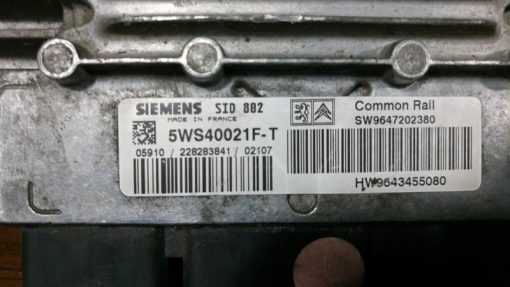 SIEMENS SID 802
MADE IN FRANCE
5WS40021F-T
05910 / 228283841 / 02107
Common Rail
SW9647202380
HW9643455080